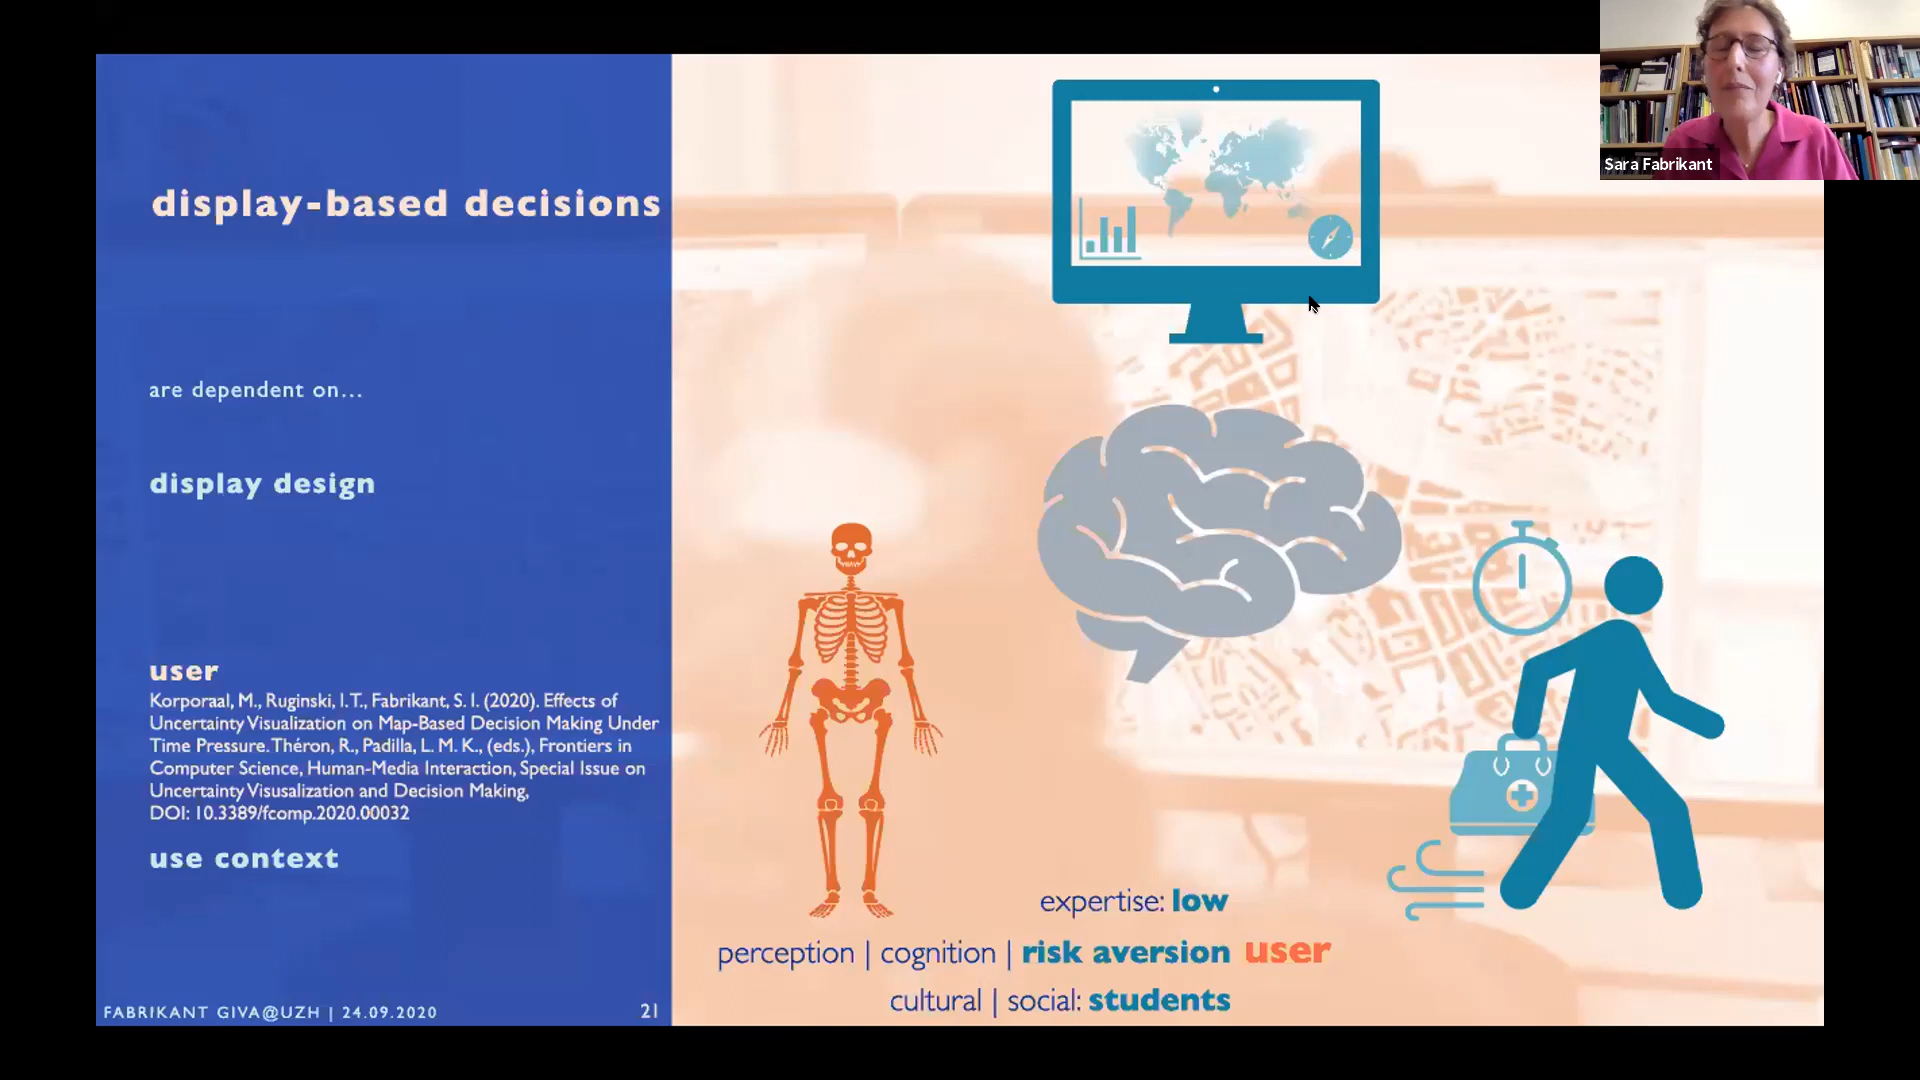 Sara Fabrikant
display-based decisions
are dependent on...
display design
user
Korporaal, M., Ruginski, I.T., Fabrikant, S. I. (2020). Effects of
Uncertainty Visualization on Map-Based Decision Making Under
Time Pressure. Théron, R., Padilla, L. M. K., (eds.), Frontiers in
Computer Science, Human-Media Interaction, Special Issue on
Uncertainty Visusalization and Decision Making,
DOI: 10.3389/fcomp.2020.00032
use context
expertise: low
perception | cognition | risk aversion user
cultural | social: students
FABRIKANT GIVA@UZH | 24.09.2020
21